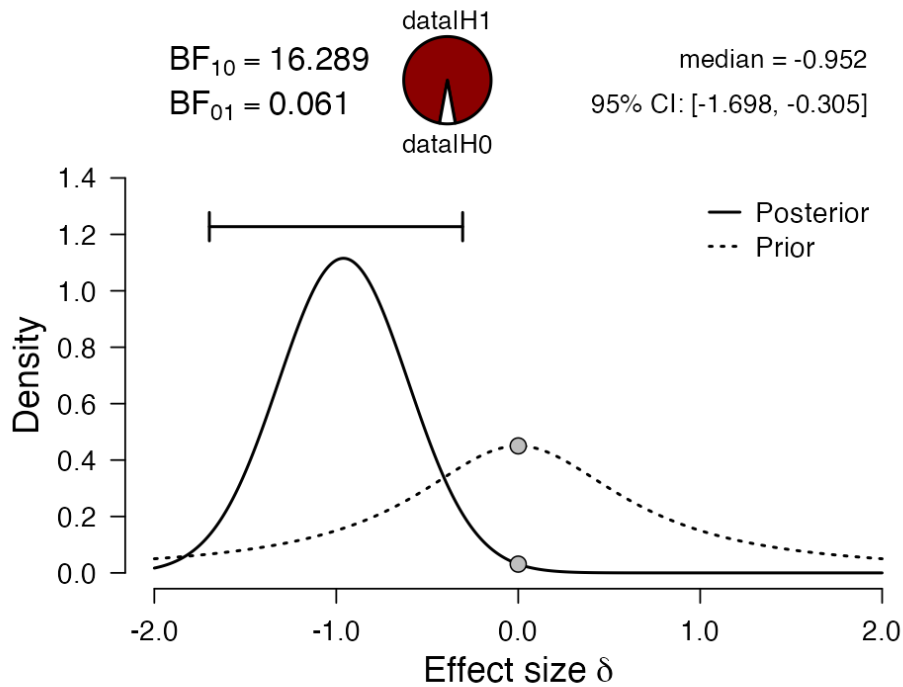 data|H1
BF10 = 16.289
median = -0.952
BF01 = 0.061
95% CI: [-1.698, -0.305]
data|H0
1.4
1.2
1.0
0.8
0.6
0.4
0.2
0.0
Density
Posterior
Prior
-2.0 -1.0 0.0 1.0 2.0
Effect size δ